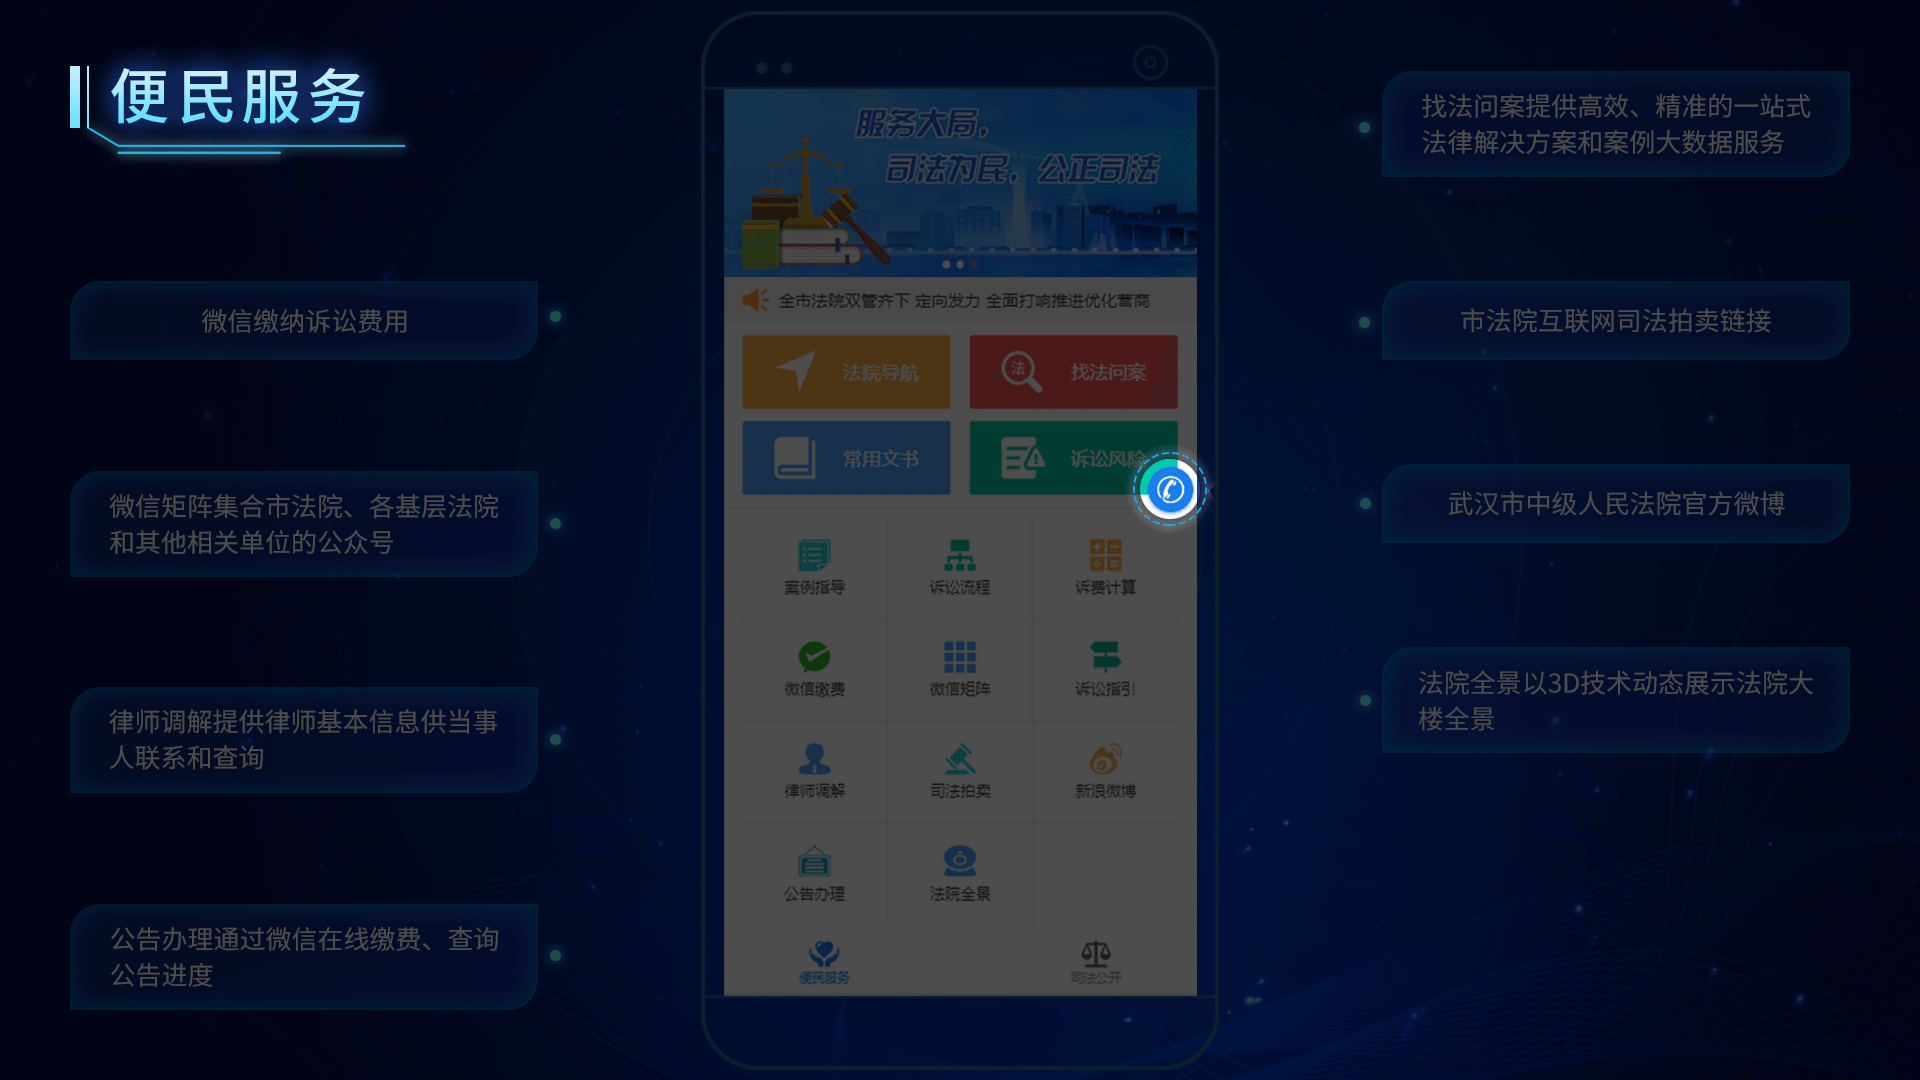 便民服务
微信缴纳诉讼费用
微信矩阵集合市法院、各基层法院
和其他相关单位的公众号
律师调解提供律师基本信息供当事
人联系和查询
公告办理通过微信在线缴费、查询
公告进度
服务大局，
司法为民，公正司法
全市法院双管齐下 定向发力 全面打响推进优化营商
法院导航
法
找法问案
常用文书
诉讼风险
案例指导
诉讼流程
诉费计算
微信缴费
微信矩阵
诉讼指引
律师调解
司法拍卖
新浪微博
公告办理
法院全景
便民服务
司法公开
找法问案提供高效、精准的一站式
法律解决方案和案例大数据服务
市法院互联网司法拍卖链接
武汉市中级人民法院官方微博
法院全景以3D技术动态展示法院大
楼全景